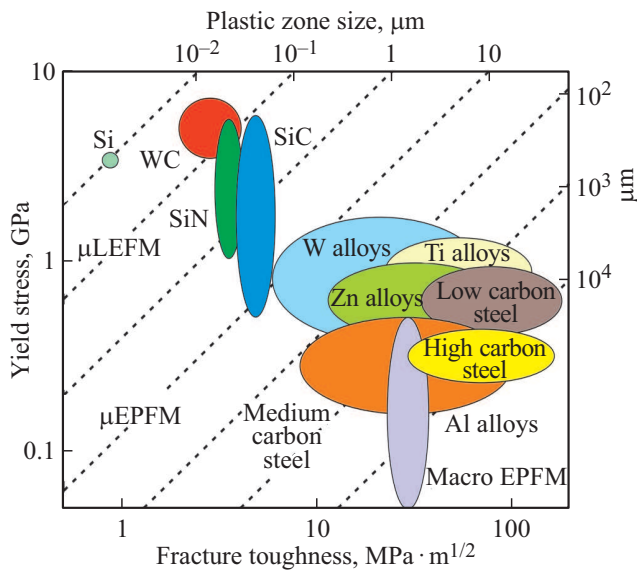 Plastic zone size, μm
10⁻² 10⁻¹ 1 10
10
10²
Si
SiC
WC
μm
10³
SiN
μLEFM
W alloys
Ti alloys
1
10⁴
Yield stress, GPa
Zn alloys
Low carbon
steel
High carbon
steel
μEPFM
Medium
carbon
steel
Al alloys
0.1
Macro EPFM
1 10 100
Fracture toughness, MPa · m¹/²